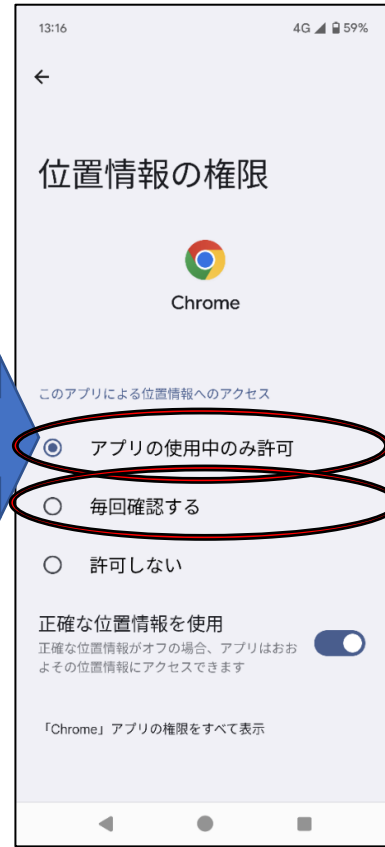 13:16 4G 59%
位置情報の権限
Chrome
このアプリによる位置情報へのアクセス
アプリの使用中のみ許可
毎回確認する
許可しない
正確な位置情報を使用
正確な位置情報がオフの場合、アプリはおお
よその位置情報にアクセスできます
「Chrome」アプリの権限をすべて表示